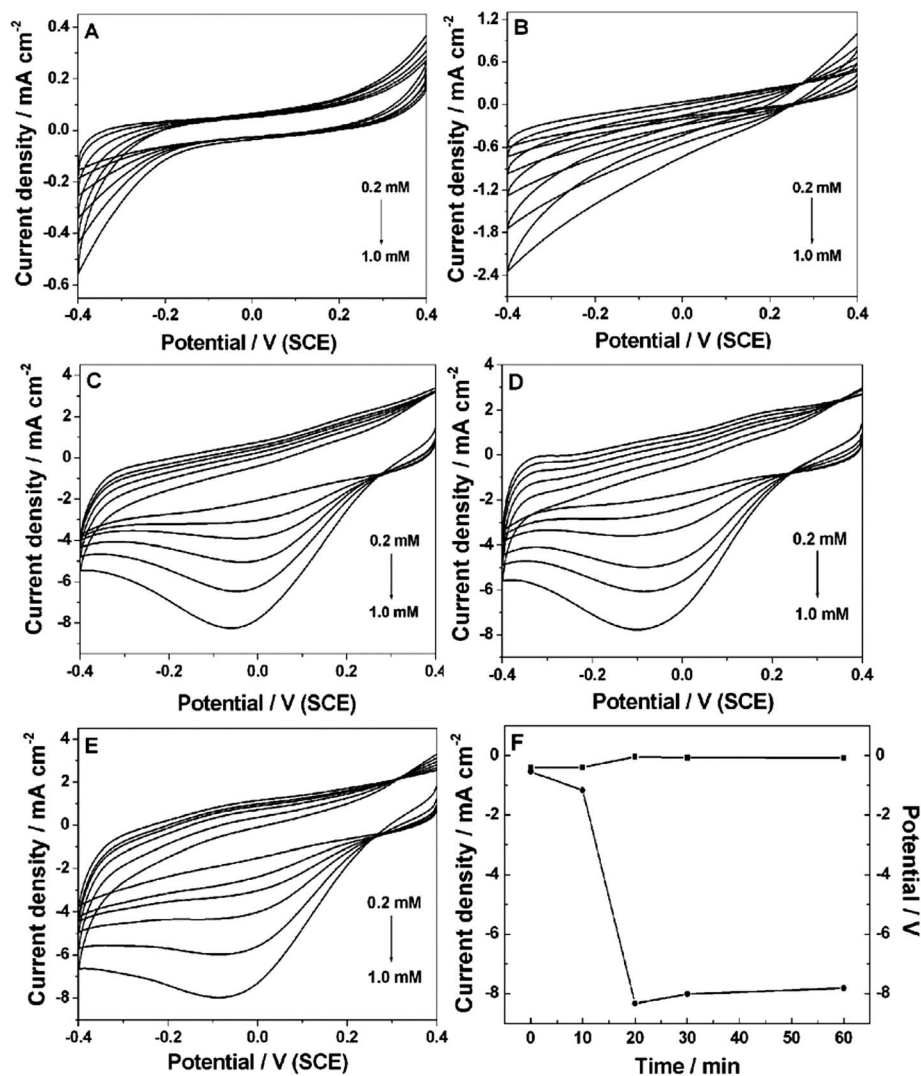 A
Current density / mA cm-2
0.4
0.2
0.0
-0.2
-0.4
-0.6
0.2 mM
1.0 mM
-0.4 -0.2 0.0 0.2 0.4
Potential / V (SCE)
B
Current density / mA cm-2
1.2
0.6
0.0
-0.6
-1.2
-1.8
-2.4
0.2 mM
1.0 mM
-0.4 -0.2 0.0 0.2 0.4
Potential / V (SCE)
C
Current density / mA cm-2
4
2
0
-2
-4
-6
-8
0.2 mM
1.0 mM
-0.4 -0.2 0.0 0.2 0.4
Potential / V (SCE)
D
Current density / mA cm-2
4
2
0
-2
-4
-6
-8
0.2 mM
1.0 mM
-0.4 -0.2 0.0 0.2 0.4
Potential / V (SCE)
E
Current density / mA cm-2
4
2
0
-2
-4
-6
-8
0.2 mM
1.0 mM
-0.4 -0.2 0.0 0.2 0.4
Potential / V (SCE)
F
Current density / mA cm-2
0
-2
-4
-6
-8
0
-2
-4
-6
-8
Potential / V
0 10 20 30 40 50 60
Time / min